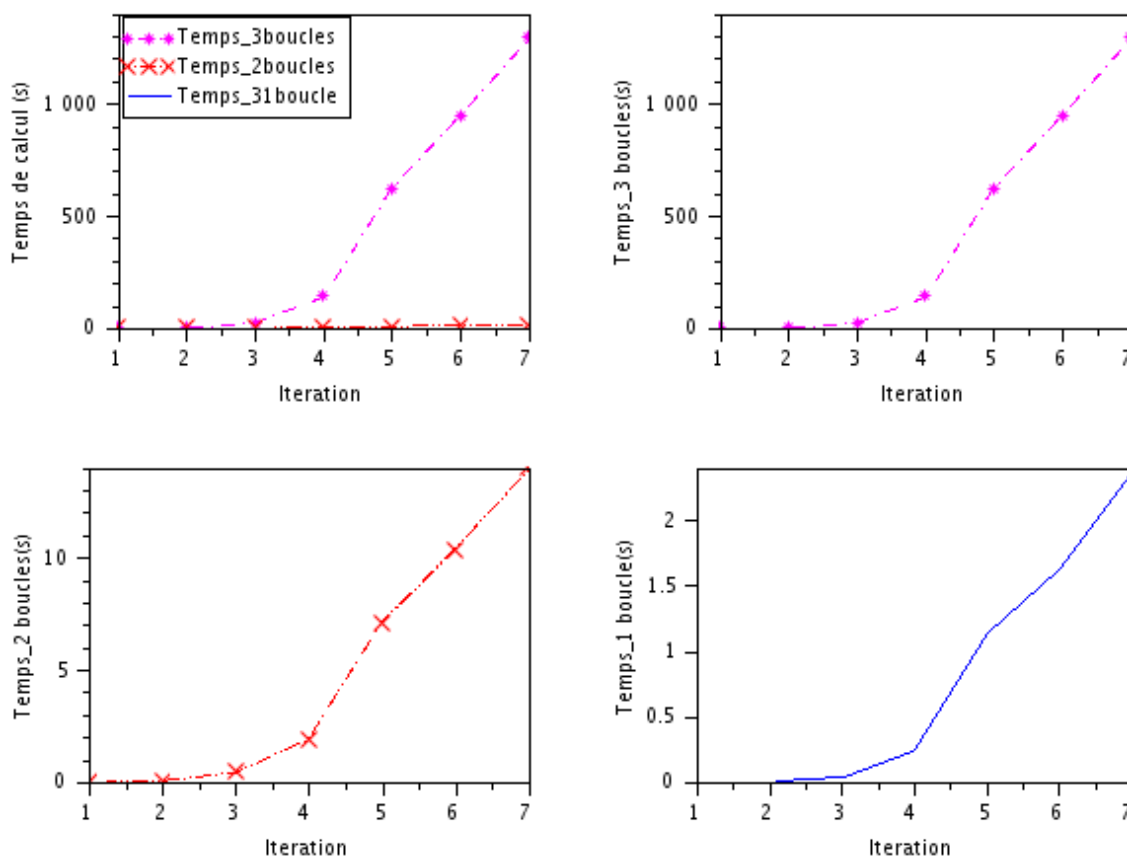 Temps_3boucles
Temps_2boucles
Temps_31boucle
Temps de calcul (s)
1 000
500
0
1 2 3 4 5 6 7
Iteration
Temps_3 boucles(s)
1 000
500
0
1 2 3 4 5 6 7
Iteration
Temps_2 boucles(s)
10
5
0
1 2 3 4 5 6 7
Iteration
Temps_1 boucle(s)
2
1.5
1
0.5
0
1 2 3 4 5 6 7
Iteration